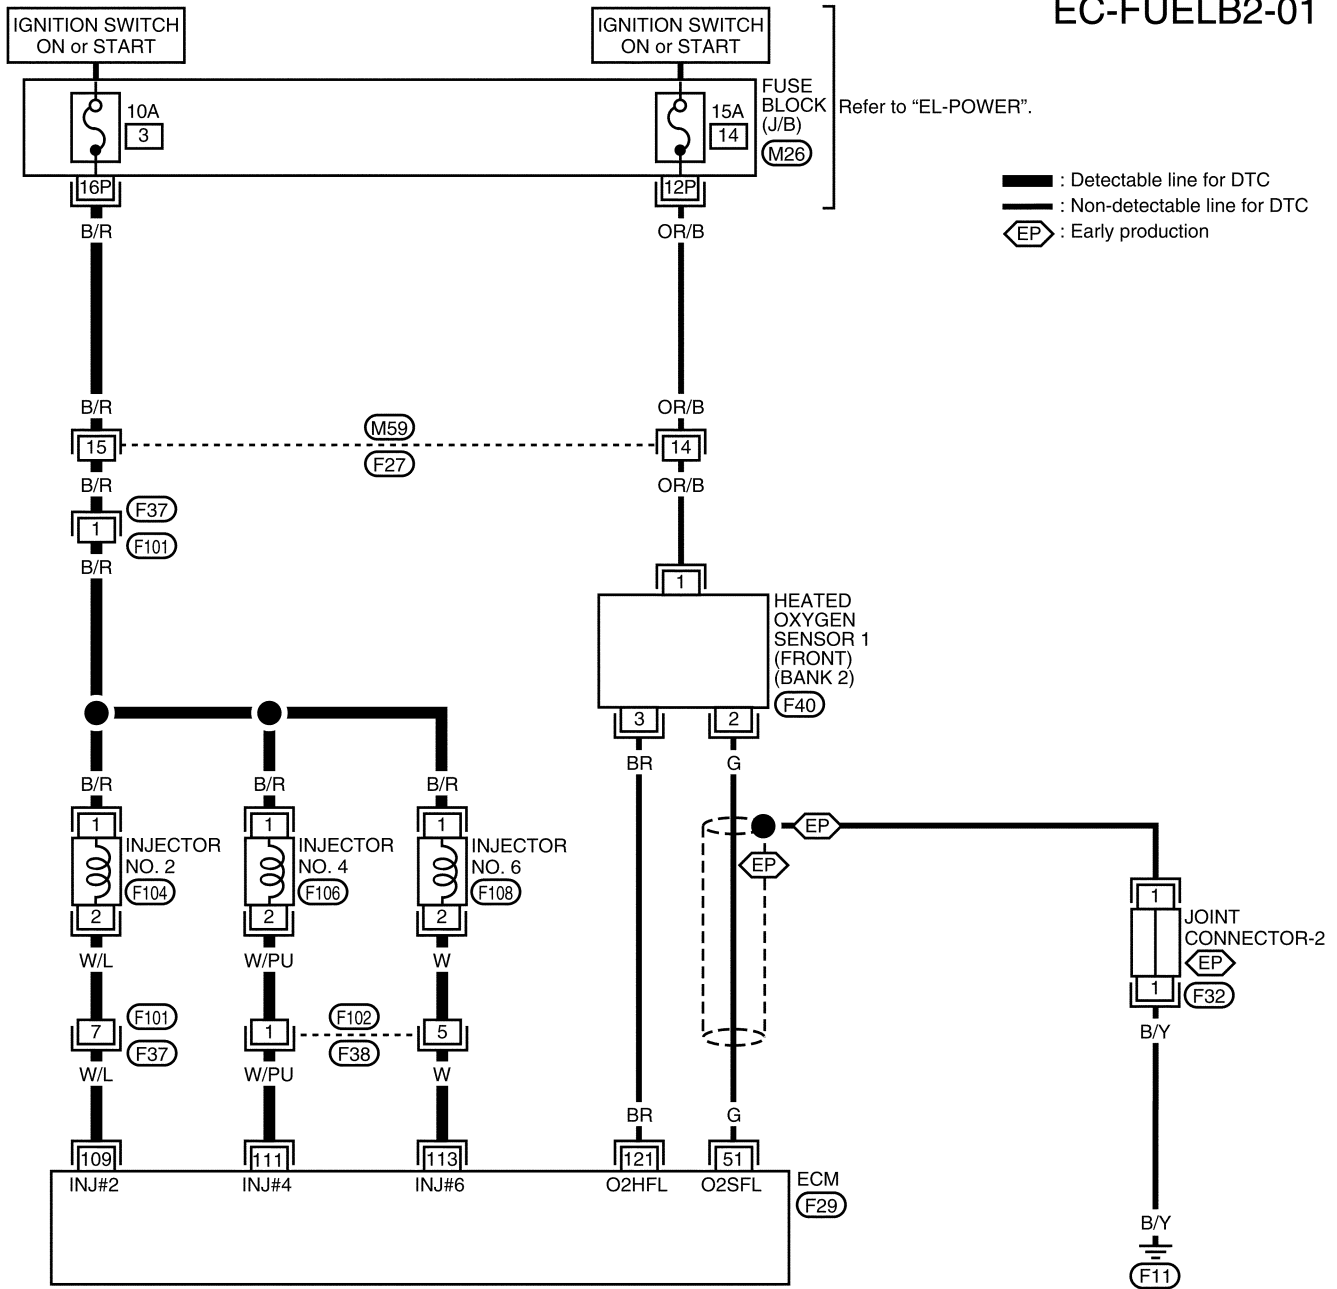 EC-FUELB2-01
IGNITION SWITCH
ON or START
IGNITION SWITCH
ON or START
10A
3
15A
14
FUSE
BLOCK
(J/B)
M26
Refer to “EL-POWER”.
16P
12P
: Detectable line for DTC
: Non-detectable line for DTC
EP : Early production
B/R
OR/B
B/R
OR/B
15
M59
F27
14
B/R
OR/B
1
F37
F101
B/R
1
HEATED
OXYGEN
SENSOR 1
(FRONT)
(BANK 2)
F40
3
2
BR
G
B/R
B/R
B/R
1
INJECTOR
NO. 2
F104
2
1
INJECTOR
NO. 4
F106
2
1
INJECTOR
NO. 6
F108
2
EP
EP
1
JOINT
CONNECTOR-2
EP
1
F32
W/L
W/PU
W
7
F101
F37
1
F102
F38
5
B/Y
W/L
W/PU
W
BR
G
109
111
113
121
51
INJ#2
INJ#4
INJ#6
O2HFL
O2SFL
ECM
F29
B/Y
F11